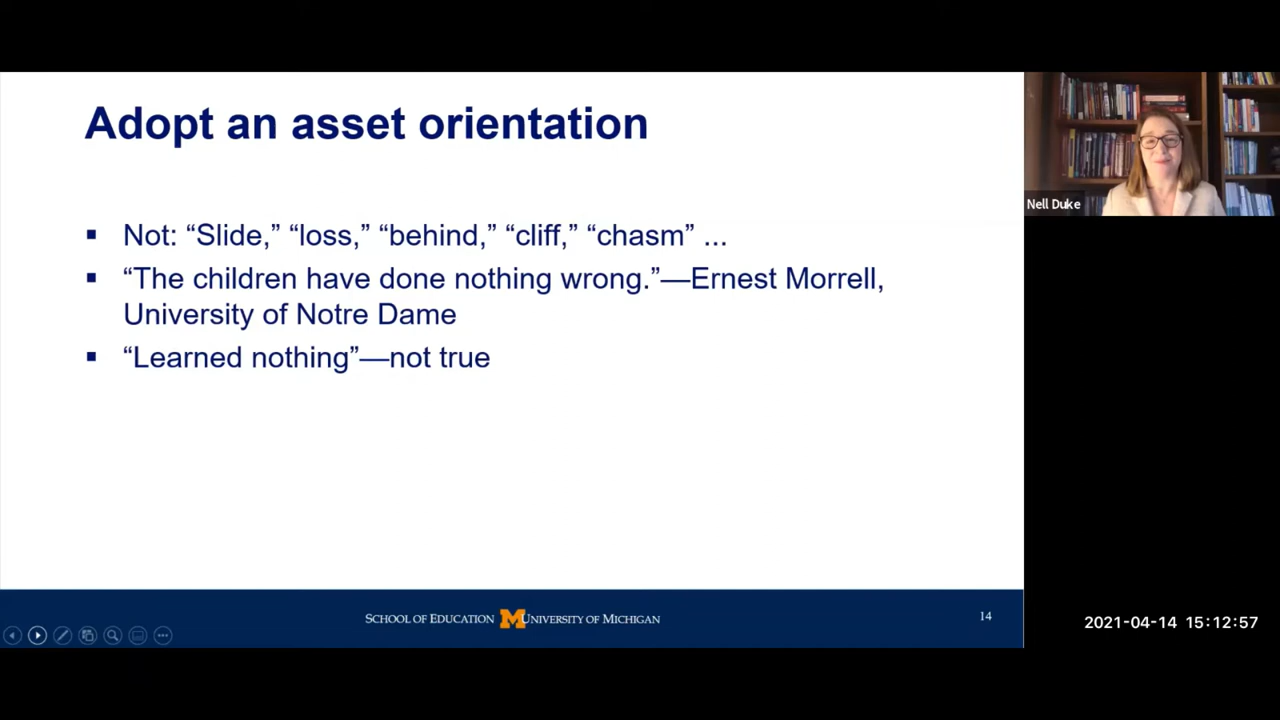 Adopt an asset orientation
▪ Not: “Slide,” “loss,” “behind,” “cliff,” “chasm” ...
▪ “The children have done nothing wrong.”—Ernest Morrell,
University of Notre Dame
▪ “Learned nothing”—not true
SCHOOL OF EDUCATION M UNIVERSITY OF MICHIGAN
14
Nell Duke
2021-04-14 15:12:57